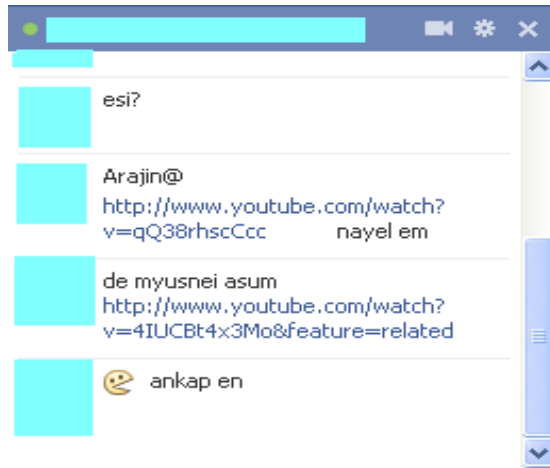 esi?
Arajin@
http://www.youtube.com/watch?
v=qQ38rhscCcc nayel em
de myusnei asum
http://www.youtube.com/watch?
v=4IUCBt4x3Mo&feature=related
ankap en